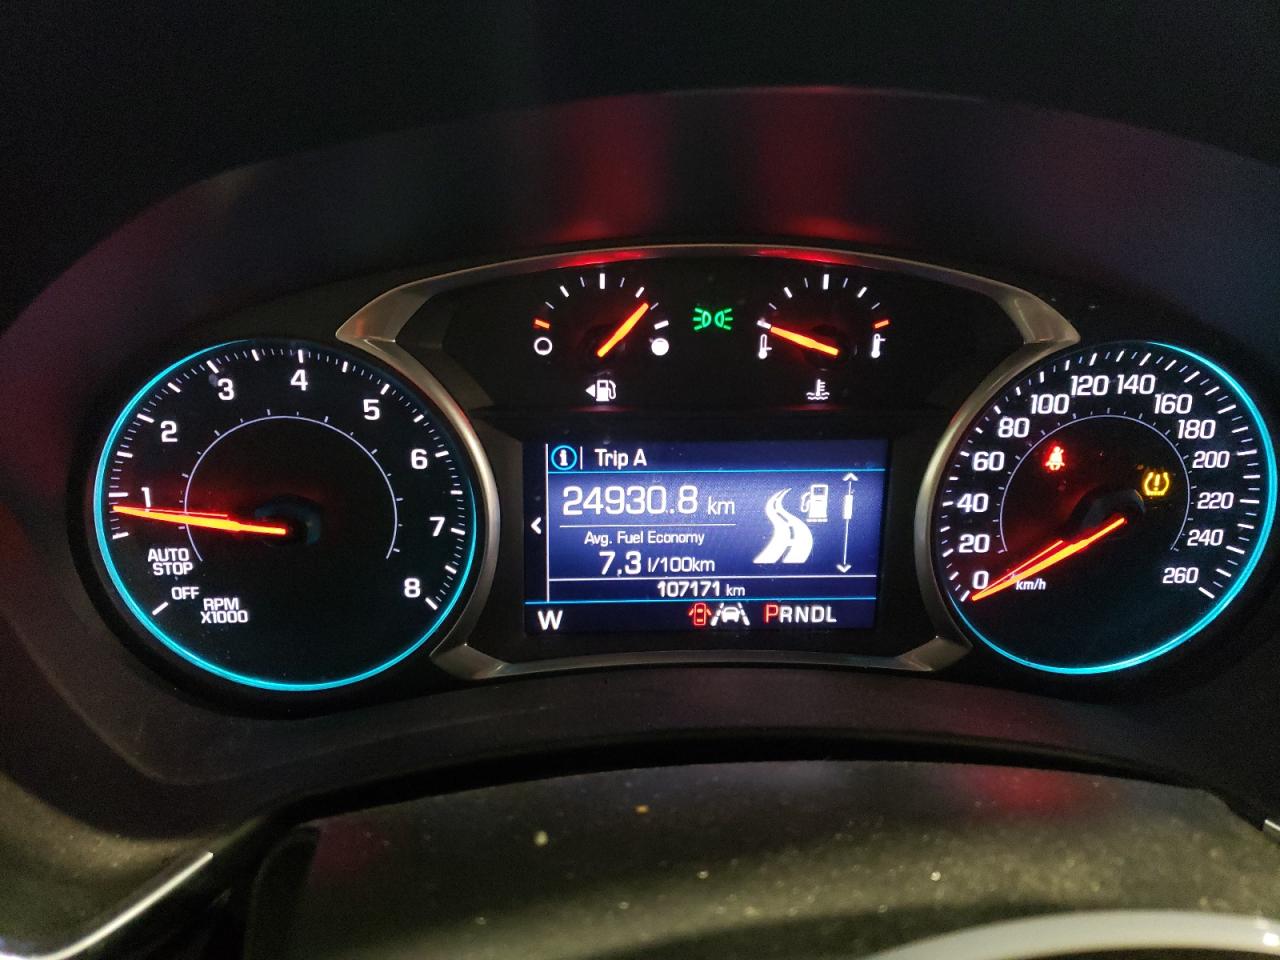 1
2
3
4
5
6
7
8
AUTO
STOP
OFF
RPM
X1000
Trip A
24930.8 km
Avg. Fuel Economy
7.3 l/100km
107171 km
W
PRNDL
0
20
40
60
80
100
120
140
160
180
200
220
240
260
km/h